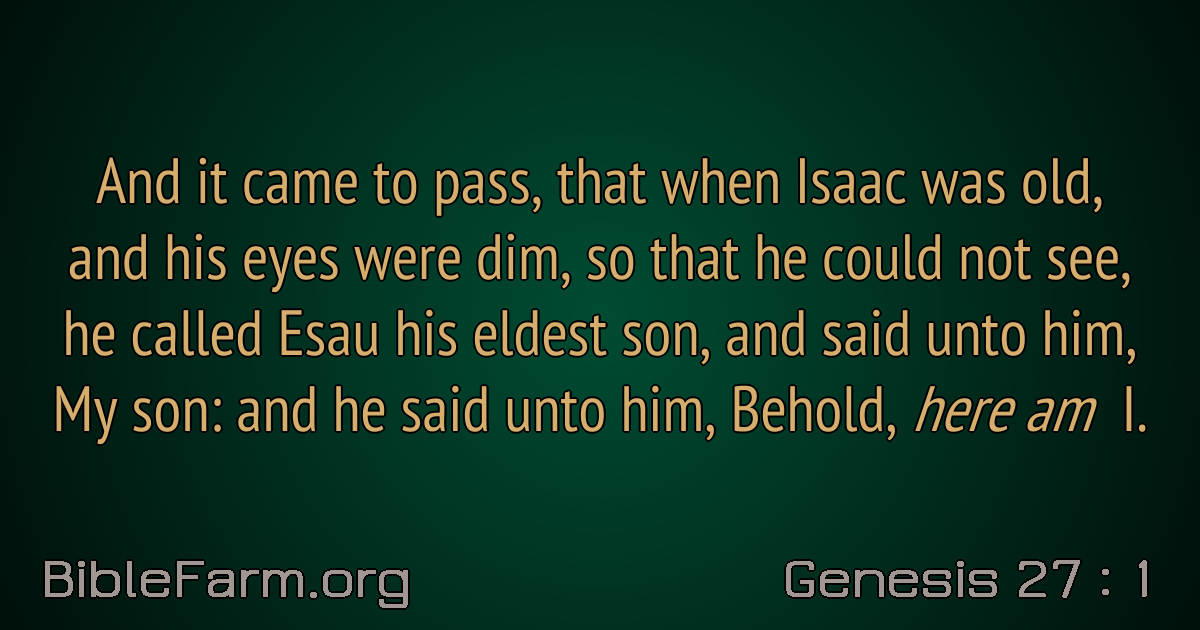 And it came to pass, that when Isaac was old,
and his eyes were dim, so that he could not see,
he called Esau his eldest son, and said unto him,
My son: and he said unto him, Behold, here am I.
BibleFarm.org
Genesis 27 : 1